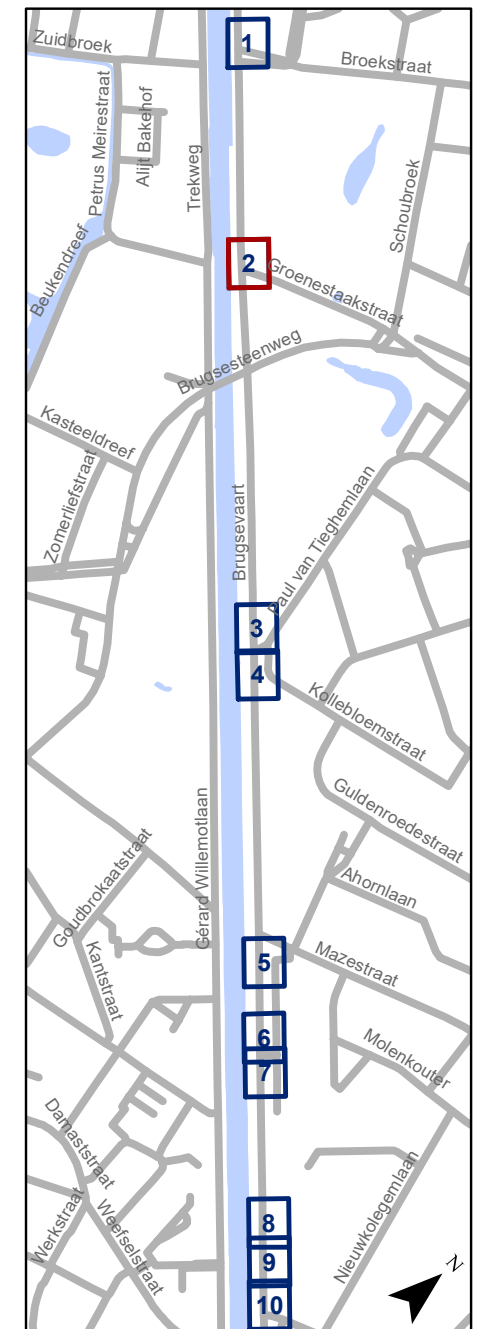 1
Zuidbroek
Broekstraat
Petrus Meirestraat
Alijt Bakehof
Trekweg
Schoubroek
Beukendreef
2
Groenestaakstraat
Brugsesteenweg
Kasteeldreef
Zomerliefstraat
Brugsevaart
Paul van Tieghemlaan
3
4
Kollebloemstraat
Guldenroedestraat
Gérard Willemotlaan
Goudbrokaatstraat
Ahornlaan
Kantstraat
5
Mazestraat
6
Molenkouter
7
Damaststraat
Werkstraat
Weefselstraat
Nieuwkolegemlaan
8
9
N
10